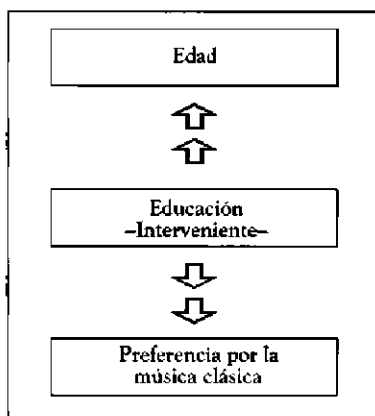 Edad
Educación
–Interveniente–
Preferencia por la
música clásica